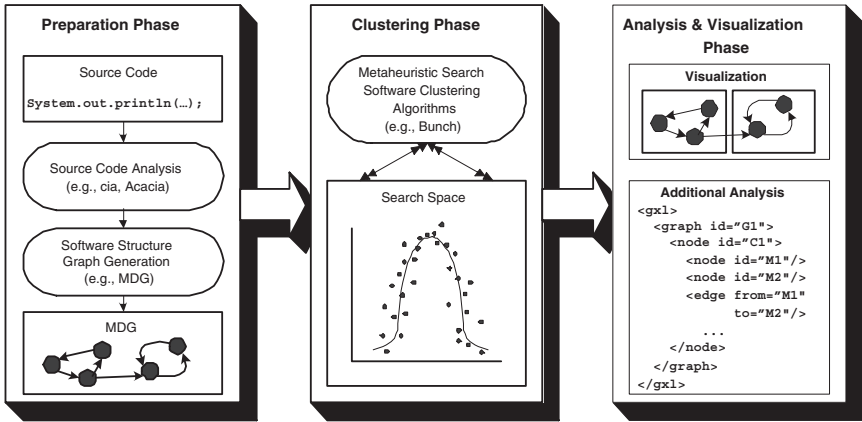 Preparation Phase
Source Code
System.out.println(…);
Source Code Analysis
(e.g., cia, Acacia)
Software Structure
Graph Generation
(e.g., MDG)
MDG
Clustering Phase
Metaheuristic Search
Software Clustering
Algorithms
(e.g., Bunch)
Search Space
Analysis & Visualization
Phase
Visualization
Additional Analysis
<gxl>
<graph id=”G1">
<node id=”C1">
<node id=”M1"/>
<node id=”M2"/>
<edge from=”M1"
to=”M2"/>
...
</node>
</graph>
</gxl>